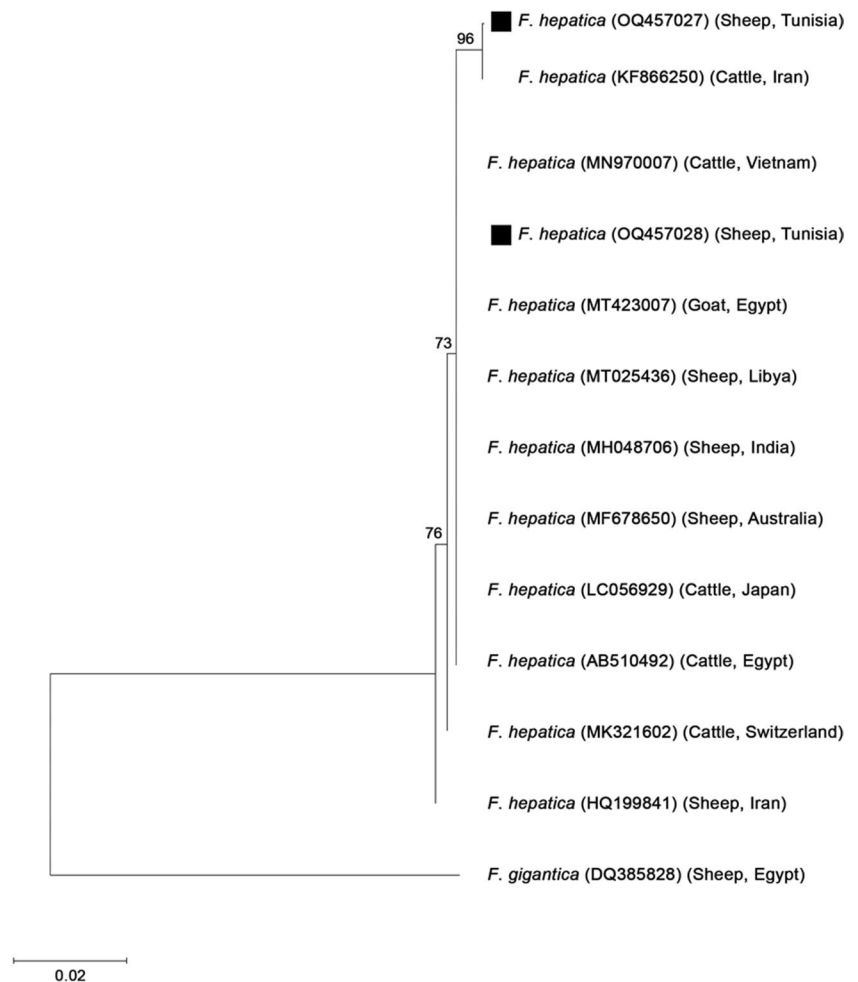 96
F. hepatica (OQ457027) (Sheep, Tunisia)
F. hepatica (KF866250) (Cattle, Iran)
F. hepatica (MN970007) (Cattle, Vietnam)
F. hepatica (OQ457028) (Sheep, Tunisia)
F. hepatica (MT423007) (Goat, Egypt)
73
F. hepatica (MT025436) (Sheep, Libya)
F. hepatica (MH048706) (Sheep, India)
F. hepatica (MF678650) (Sheep, Australia)
76
F. hepatica (LC056929) (Cattle, Japan)
F. hepatica (AB510492) (Cattle, Egypt)
F. hepatica (MK321602) (Cattle, Switzerland)
F. hepatica (HQ199841) (Sheep, Iran)
F. gigantica (DQ385828) (Sheep, Egypt)
0.02